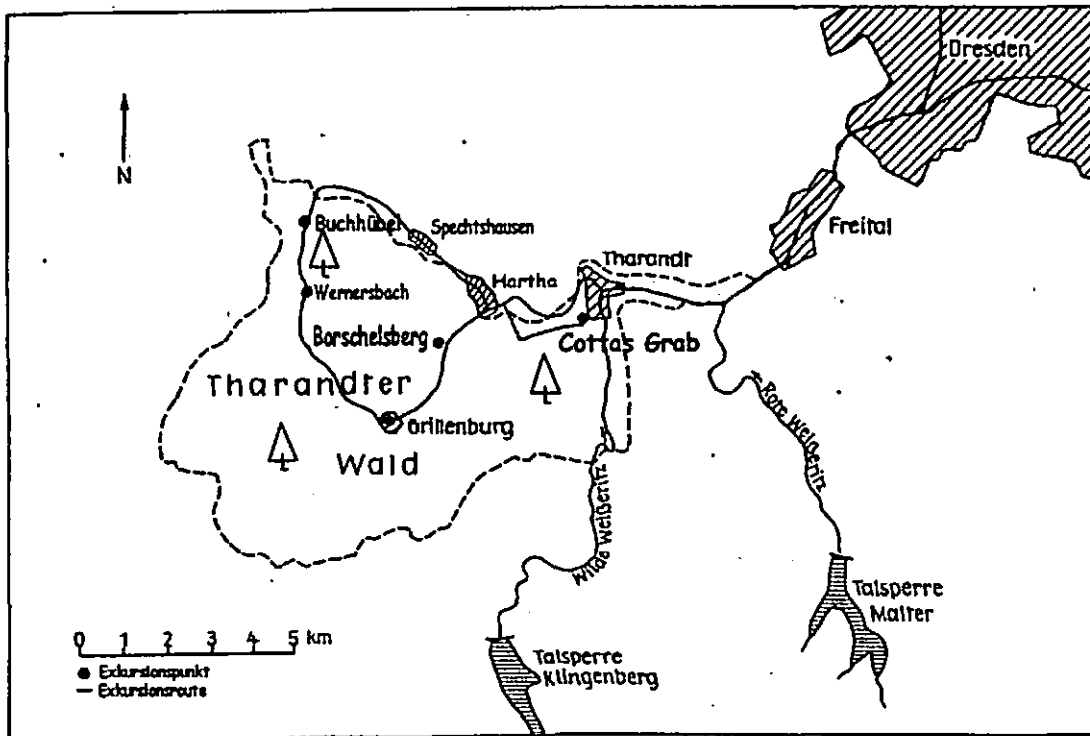 Dresden
N
Freital
Buchhübel
Spechtshausen
Tharandt
Hartha
Wernersbach
Borschelsberg
Cottas Grab
Tharandter
Wald
Grillenburg
Rote Weißeritz
Wilde Weißeritz
Talsperre
Malter
Talsperre
Klingenberg
0 1 2 3 4 5 km
Exkursionspunkt
Exkursionsroute